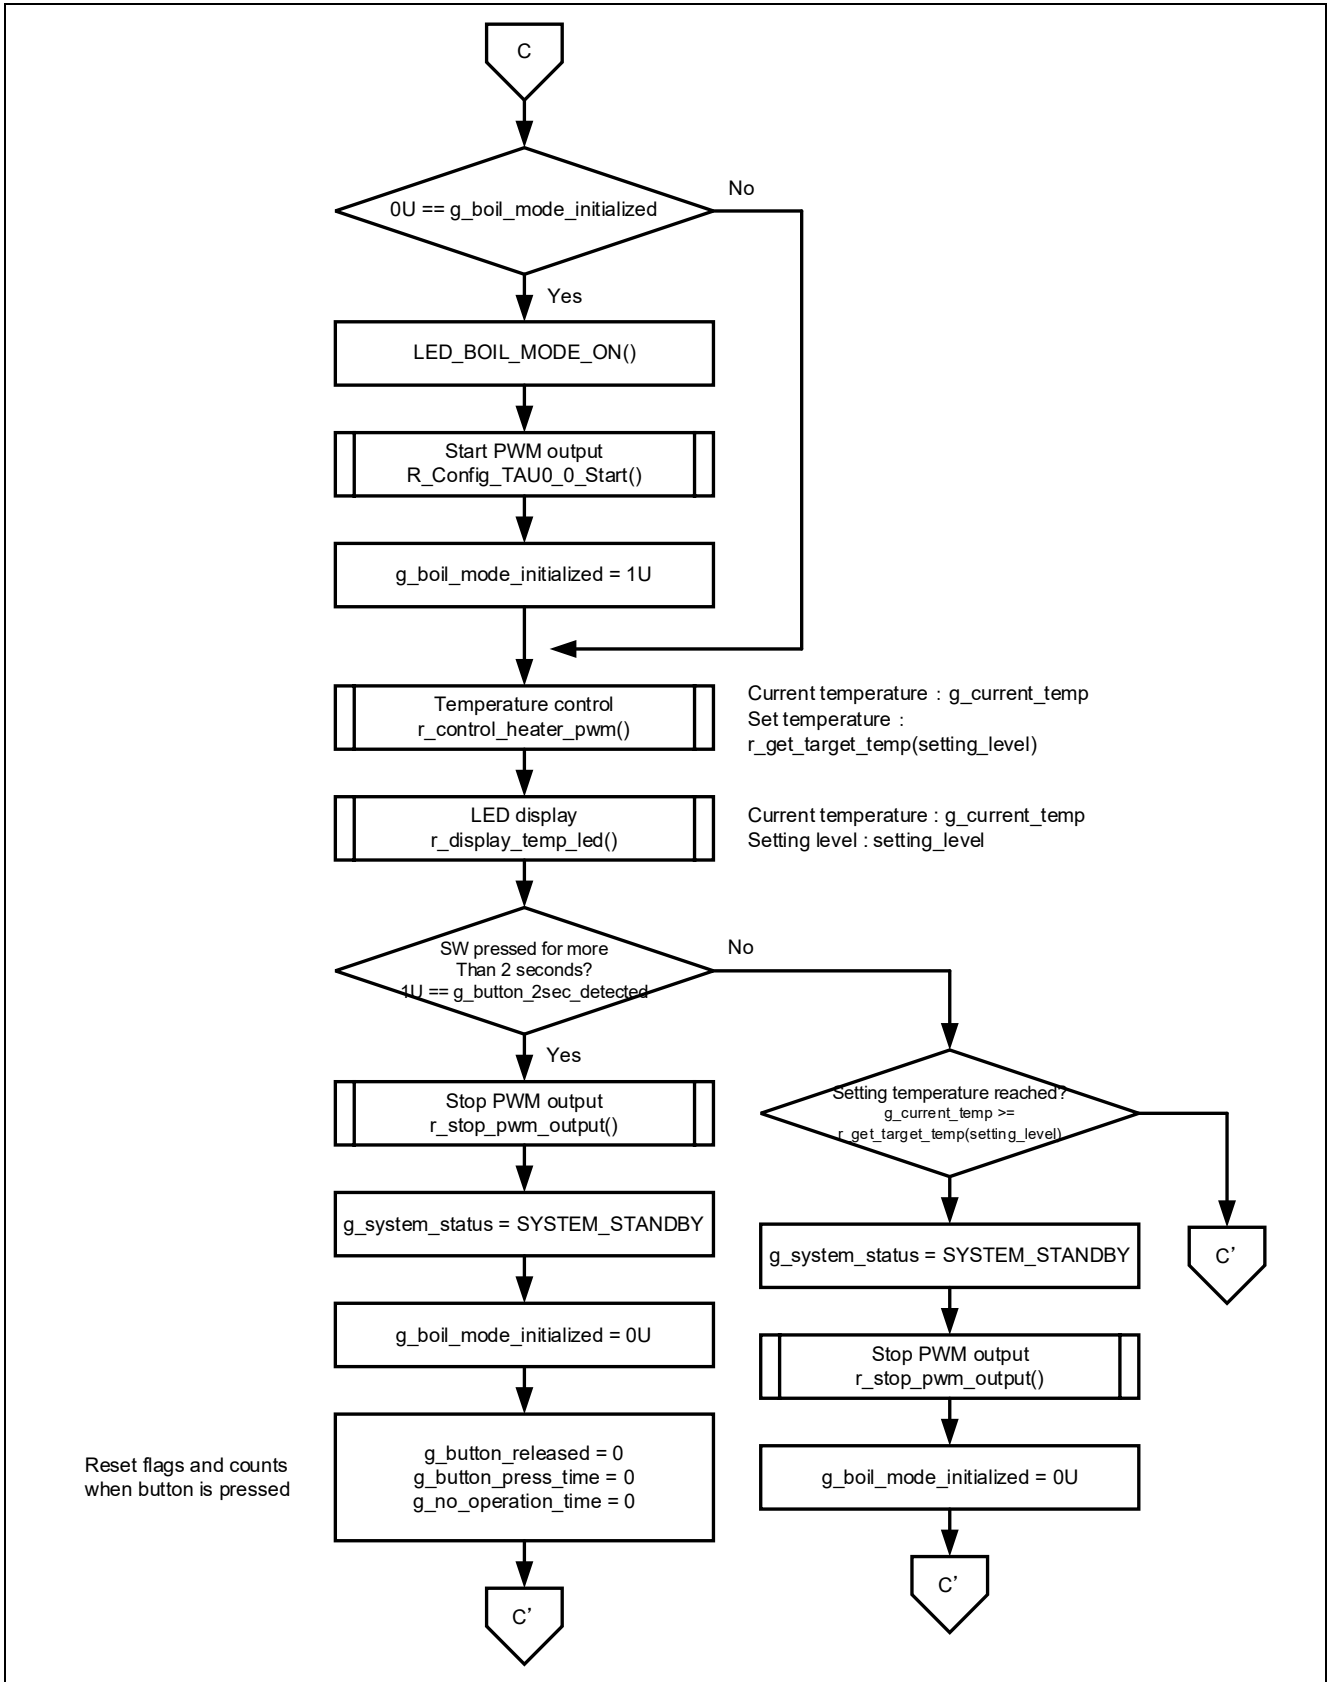 C
0U == g_boil_mode_initialized
No
Yes
LED_BOIL_MODE_ON()
Start PWM output
R_Config_TAU0_0_Start()
g_boil_mode_initialized = 1U
Temperature control
r_control_heater_pwm()
Current temperature : g_current_temp
Set temperature :
r_get_target_temp(setting_level)
LED display
r_display_temp_led()
Current temperature : g_current_temp
Setting level : setting_level
SW pressed for more
Than 2 seconds?
1U == g_button_2sec_detected
No
Yes
Setting temperature reached?
g_current_temp >=
r_get_target_temp(setting_level)
Stop PWM output
r_stop_pwm_output()
g_system_status = SYSTEM_STANDBY
g_system_status = SYSTEM_STANDBY
C’
g_boil_mode_initialized = 0U
Stop PWM output
r_stop_pwm_output()
Reset flags and counts
when button is pressed
g_button_released = 0
g_button_press_time = 0
g_no_operation_time = 0
g_boil_mode_initialized = 0U
C’
C’